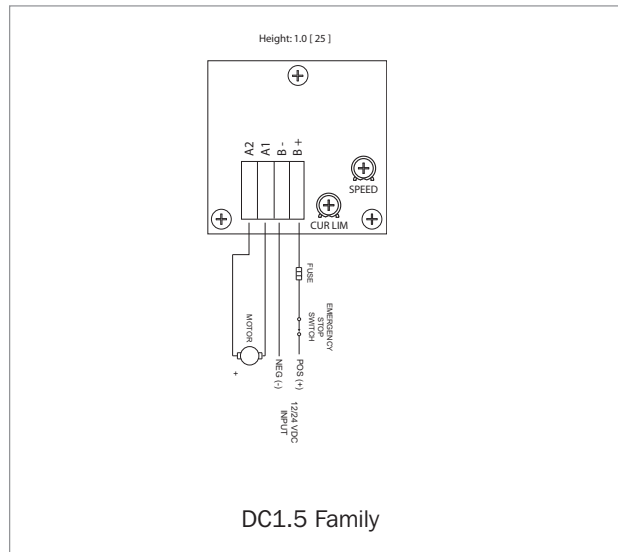 Height: 1.0 [ 25 ]
A2
A1
B -
B +
SPEED
CUR LIM
FUSE
EMERGENCY
STOP
SWITCH
MOTOR
+
NEG (-)
POS (+)
12/24 VDC
INPUT
DC1.5 Family